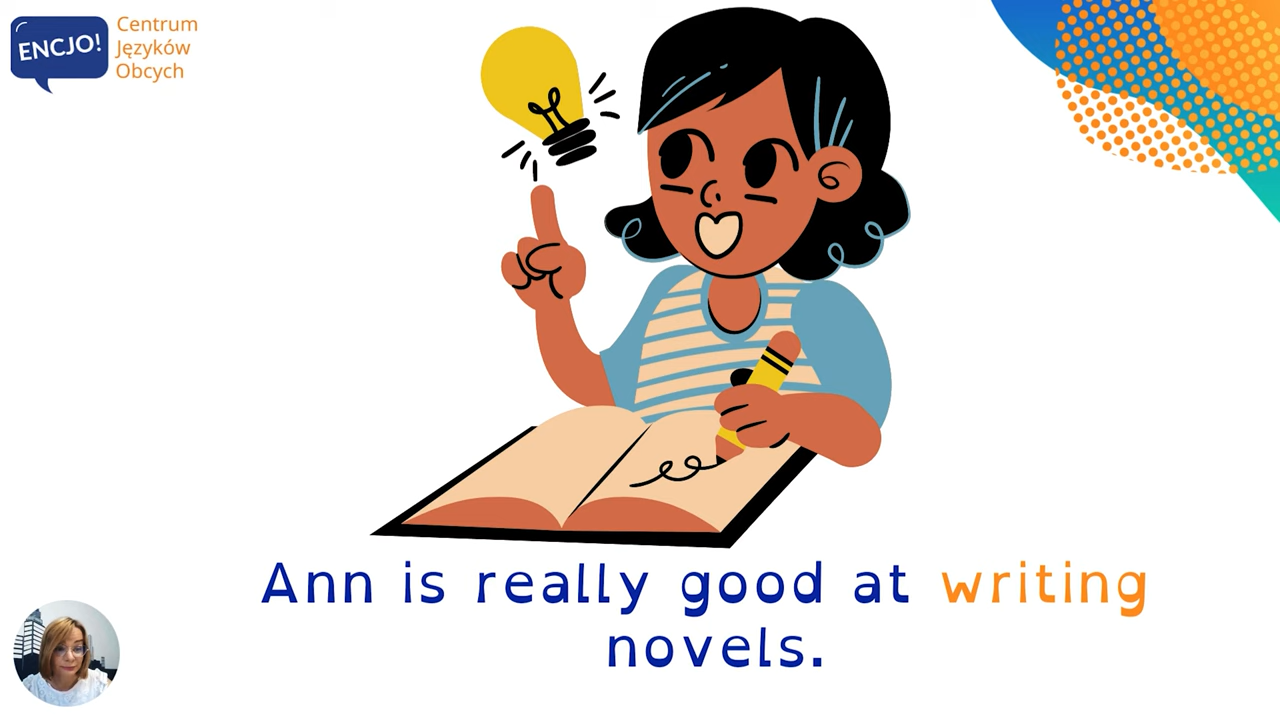 ENCJO!
Centrum
Języków
Obcych
Ann is really good at writing
novels.